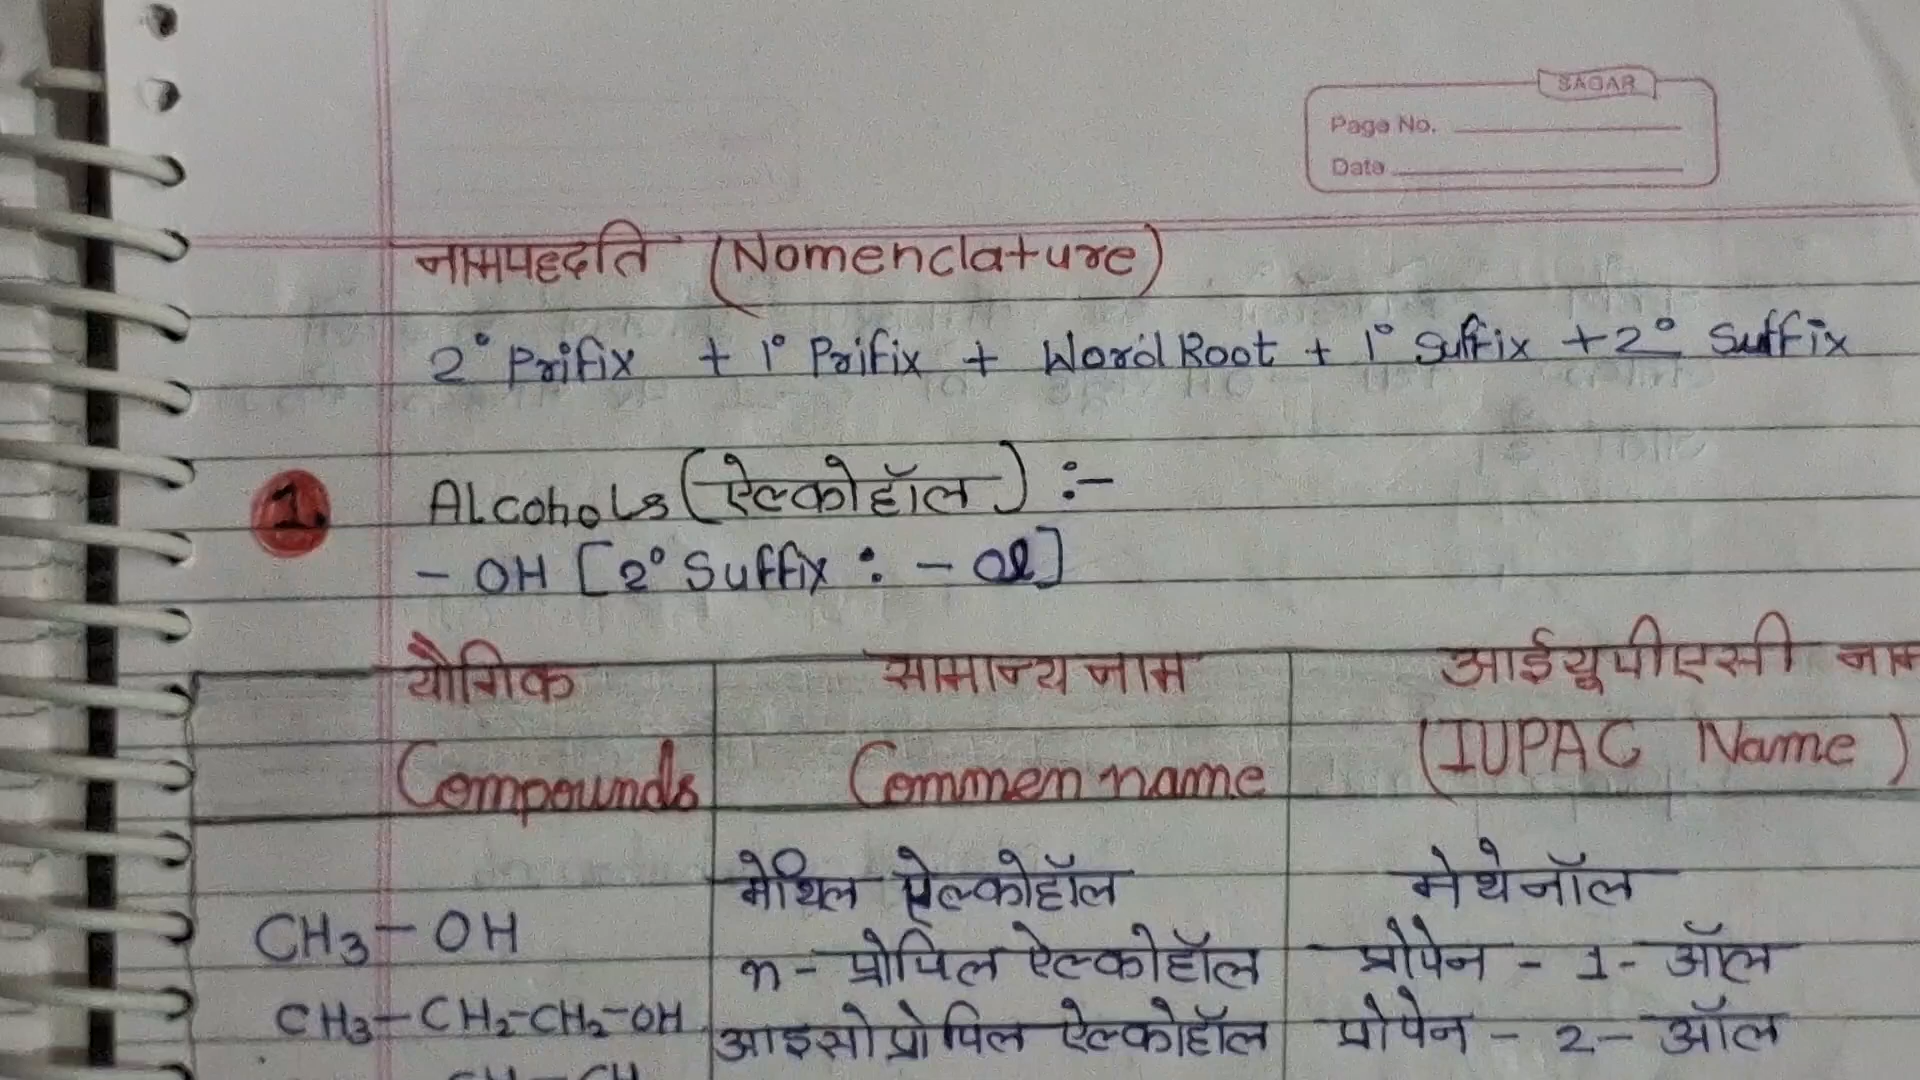 SAGAR
Page No.
Date
नामपद्दति (Nomenclature)
2° Prifix + 1° Prifix + Word Root + 1° Suffix + 2° Suffix
1. Alcohols (ऐल्कोहॉल) :-
- OH [2° Suffix : - Ol]
यौगिक सामान्य नाम आईयूपीएसी नाम
Compounds Commen name (IUPAC Name)
मेथिल ऐल्कोहॉल मेथेनॉल
CH3 - OH
n - प्रोपिल ऐल्कोहॉल प्रोपेन - 1 - ऑल
CH3 - CH2 - CH2 - OH
आइसोप्रोपिल ऐल्कोहॉल प्रोपेन - 2 - ऑल